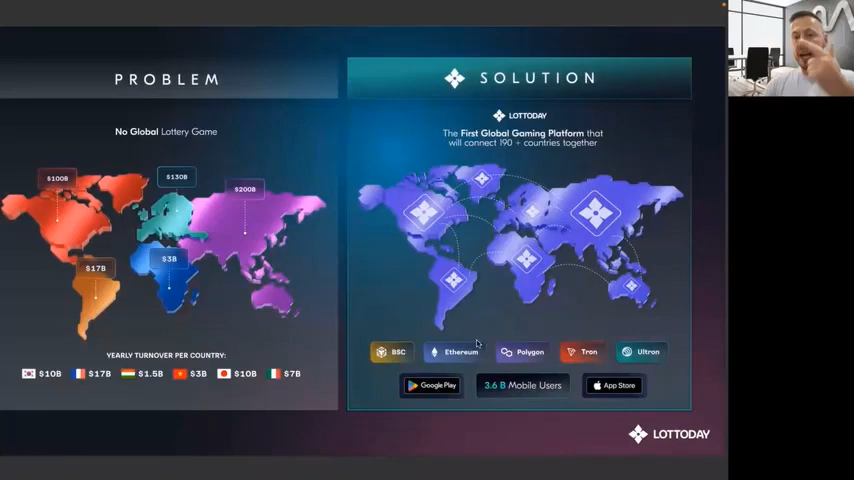 PROBLEM
No Global Lottery Game
$100B
$130B
$200B
$17B
$3B
YEARLY TURNOVER PER COUNTRY:
$10B
$17B
$1.5B
$3B
$10B
$7B
SOLUTION
LOTTODAY
The First Global Gaming Platform that
will connect 190 + countries together
BSC
Ethereum
Polygon
Tron
Ultron
Google Play
3.6 B Mobile Users
App Store
LOTTODAY